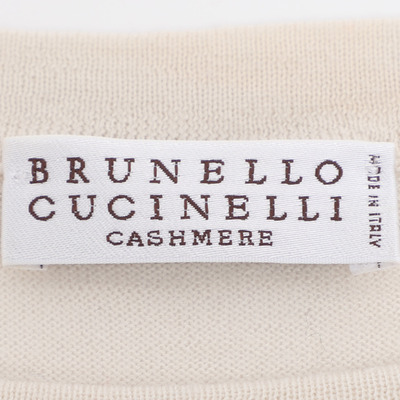 BRUNELLO
CUCINELLI
CASHMERE
MADE IN ITALY